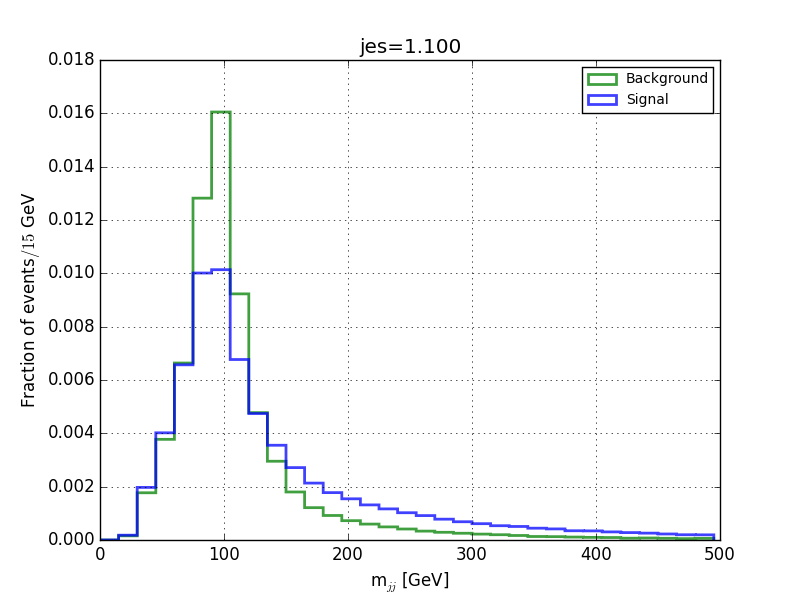 jes=1.100
Background
Signal
0.018
0.016
0.014
0.012
0.010
0.008
0.006
0.004
0.002
0.000
Fraction of events/15 GeV
0 100 200 300 400 500
m_jj [GeV]